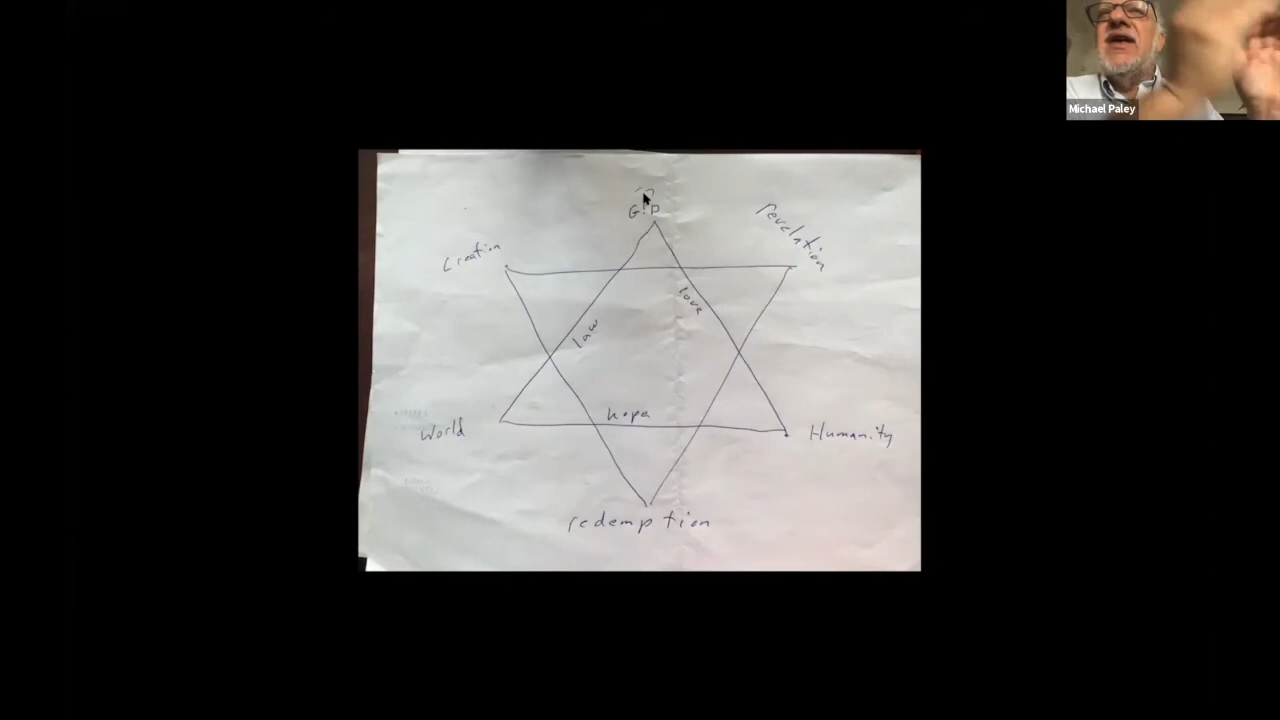 Michael Paley
G!D
revelation
Creation
love
law
hope
World
Humanity
redemption